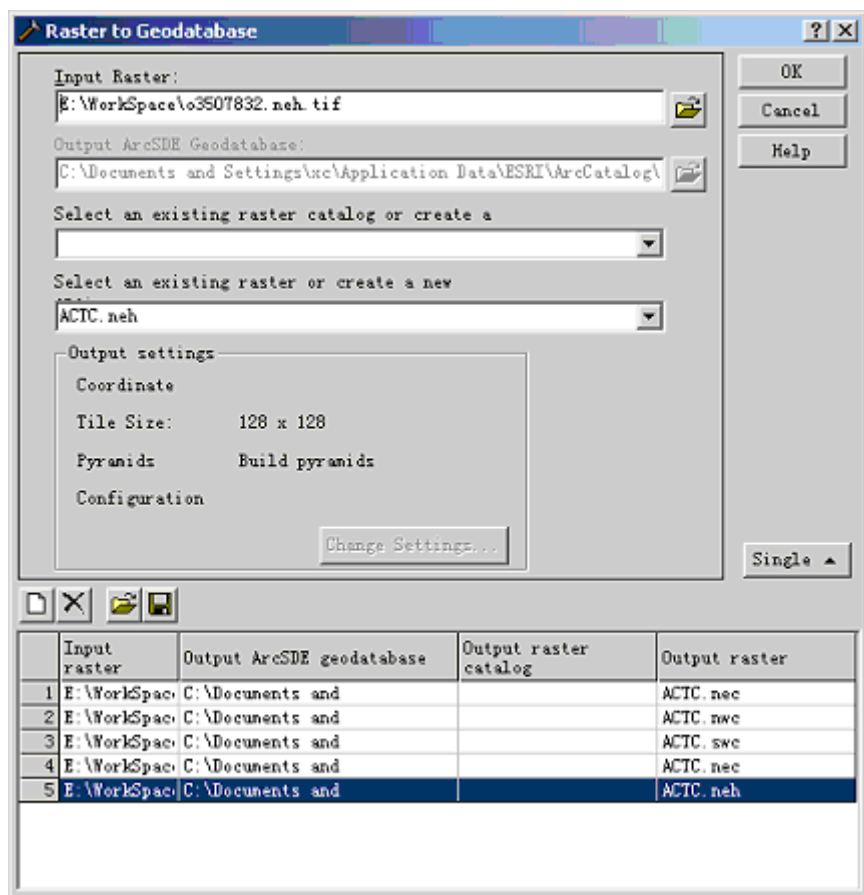 Raster to Geodatabase
Input Raster:
E:\WorkSpace\o3507832.neh.tif
Output ArcSDE Geodatabase:
C:\Documents and Settings\xc\Application Data\ESRI\ArcCatalog\
Select an existing raster catalog or create a
Select an existing raster or create a new
ACTC.neh
Output settings
Coordinate
Tile Size: 128 x 128
Pyramids Build pyramids
Configuration
Change Settings...
OK
Cancel
Help
Single
Input raster Output ArcSDE geodatabase Output raster catalog Output raster
1 E:\WorkSpac C:\Documents and ACTC.nec
2 E:\WorkSpac C:\Documents and ACTC.nwc
3 E:\WorkSpac C:\Documents and ACTC.swc
4 E:\WorkSpac C:\Documents and ACTC.nec
5 E:\WorkSpac C:\Documents and ACTC.neh